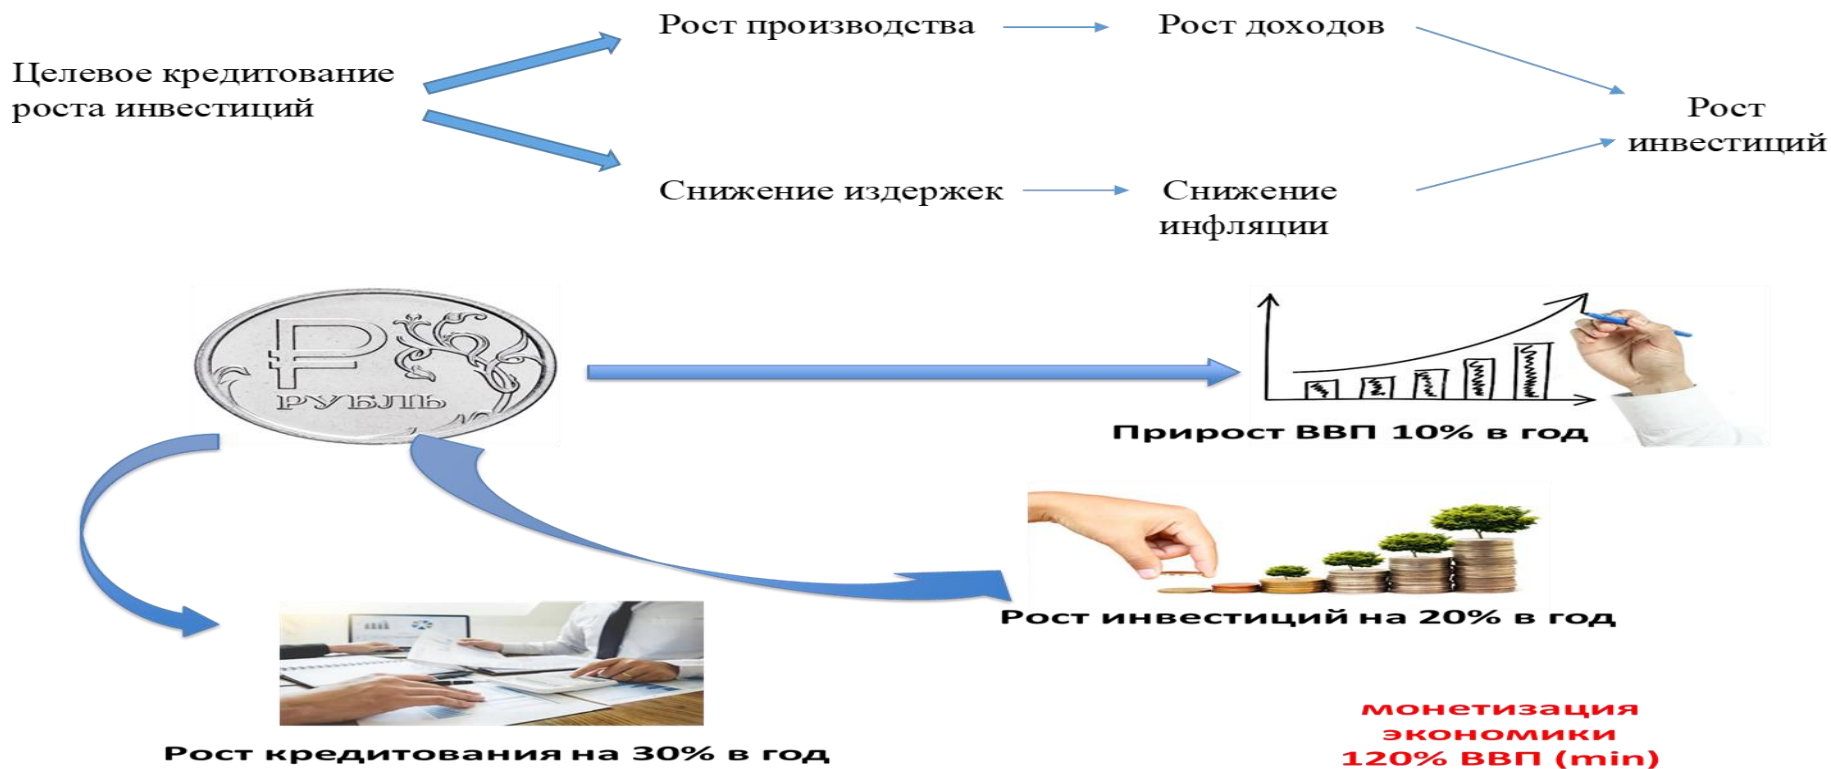 Рост производства
Рост доходов
Целевое кредитование
роста инвестиций
Рост
инвестиций
Снижение издержек
Снижение
инфляции
РУБЛЬ
Прирост ВВП 10% в год
Рост инвестиций на 20% в год
Рост кредитования на 30% в год
монетизация
экономики
120% ВВП (min)